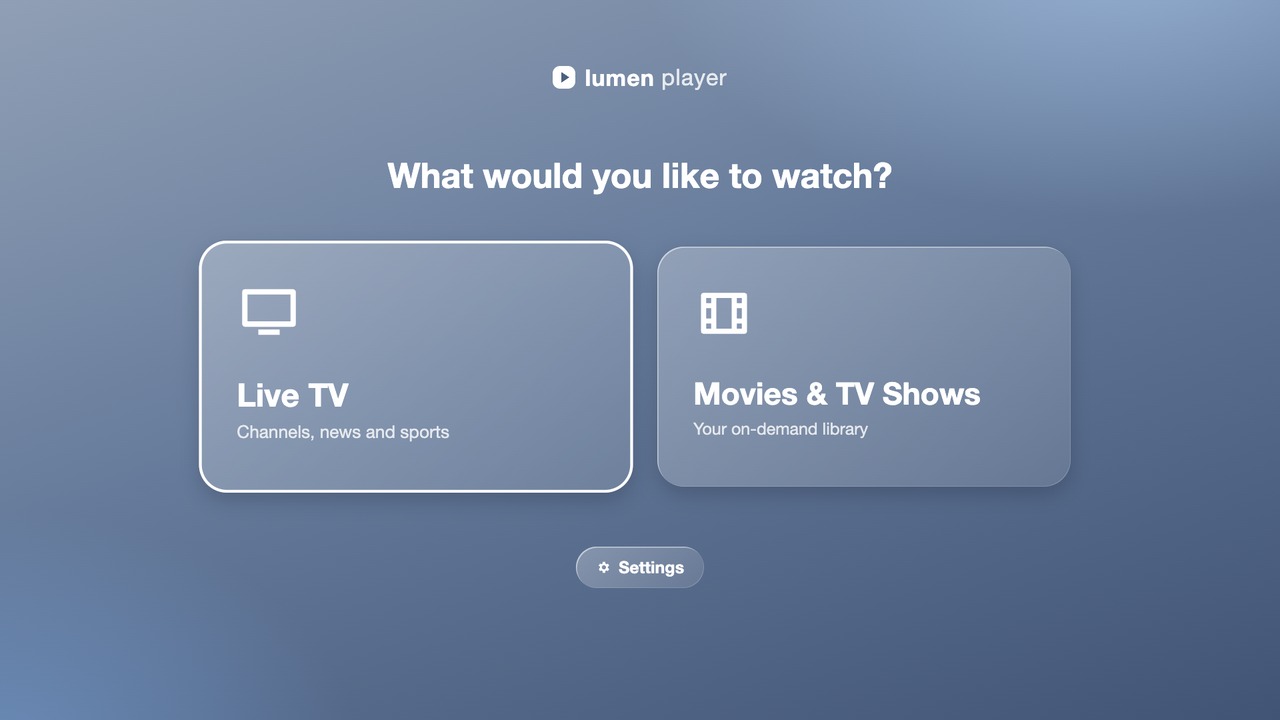 lumen player
What would you like to watch?
Live TV
Channels, news and sports
Movies & TV Shows
Your on-demand library
Settings